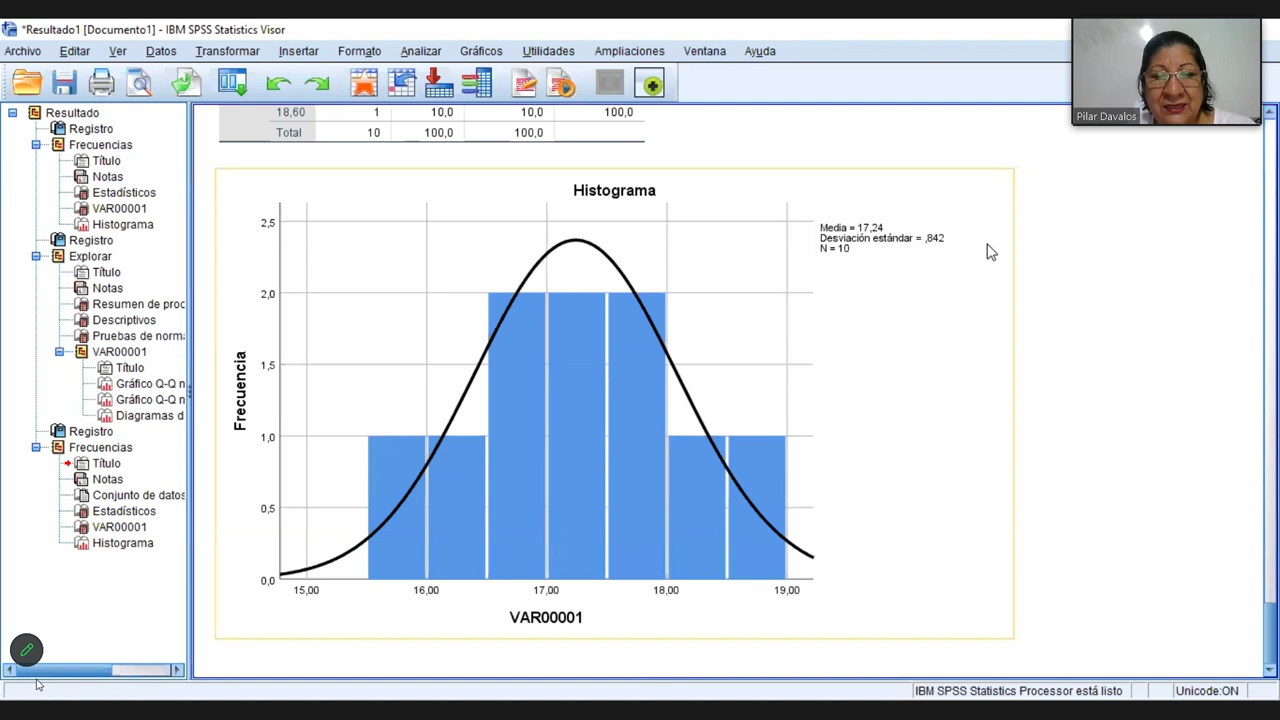 *Resultado1 [Documento1] - IBM SPSS Statistics Visor
Archivo Editar Ver Datos Transformar Insertar Formato Analizar Gráficos Utilidades Ampliaciones Ventana Ayuda
Pilar Davalos
Resultado
Registro
Frecuencias
Título
Notas
Estadísticos
VAR00001
Histograma
Registro
Explorar
Título
Notas
Resumen de proc
Descriptivos
Pruebas de norma
VAR00001
Título
Gráfico Q-Q n
Gráfico Q-Q n
Diagramas d
Registro
Frecuencias
Título
Notas
Conjunto de datos
Estadísticos
VAR00001
Histograma
18,60 1 10,0 10,0 100,0
Total 10 100,0 100,0
Histograma
Media = 17,24
Desviación estándar = ,842
N = 10
Frecuencia
2,5
2,0
1,5
1,0
0,5
0,0
15,00 16,00 17,00 18,00 19,00
VAR00001
IBM SPSS Statistics Processor está listo Unicode:ON